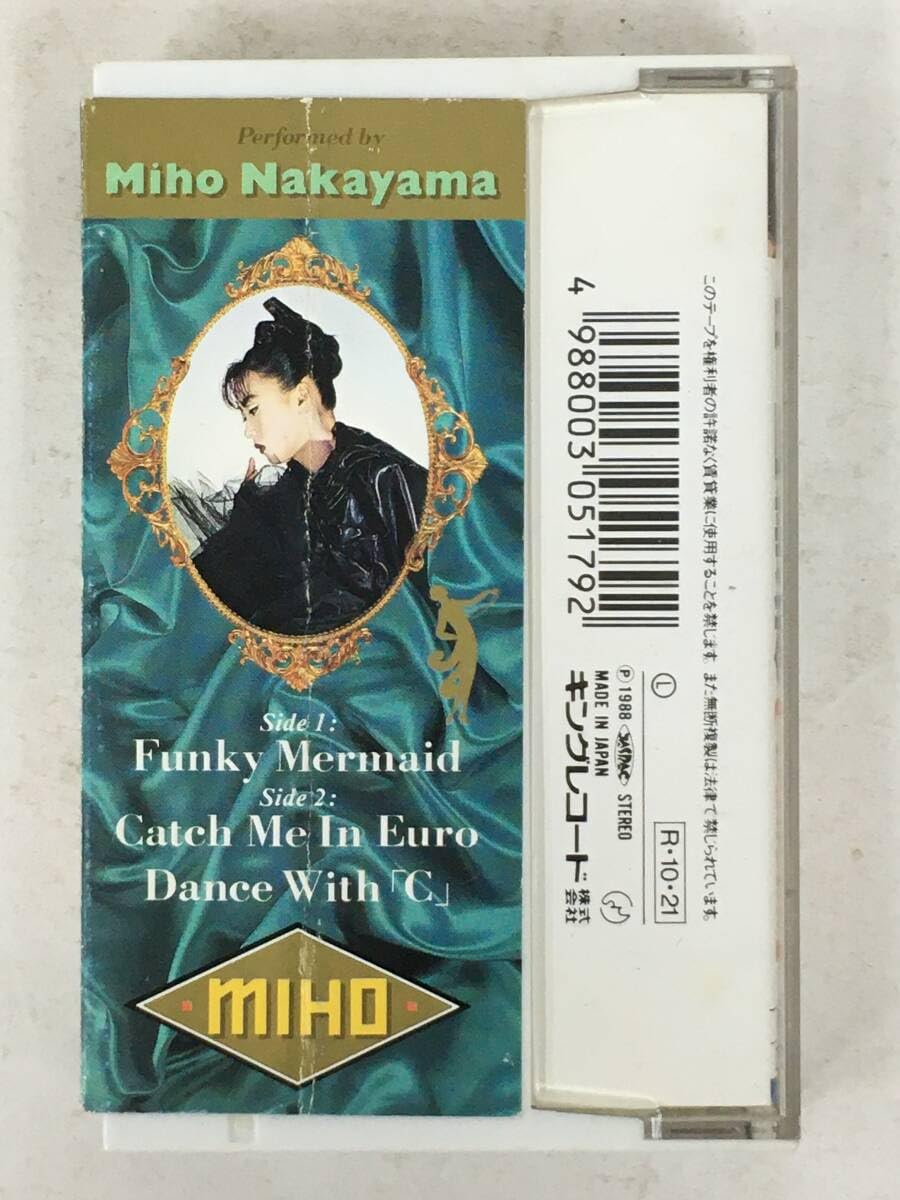 Performed by
Miho Nakayama
Side 1:
Funky Mermaid
Side 2:
Catch Me In Euro
Dance With「C」
MIHO
このテープを権利者の許諾なく賃貸業に使用することを禁じます。また無断複製は法律で禁じられています。
4 988003 051792
Ⓛ
Ⓟ1988 JASRAC STEREO
MADE IN JAPAN
R・10・21
キングレコード株式会社